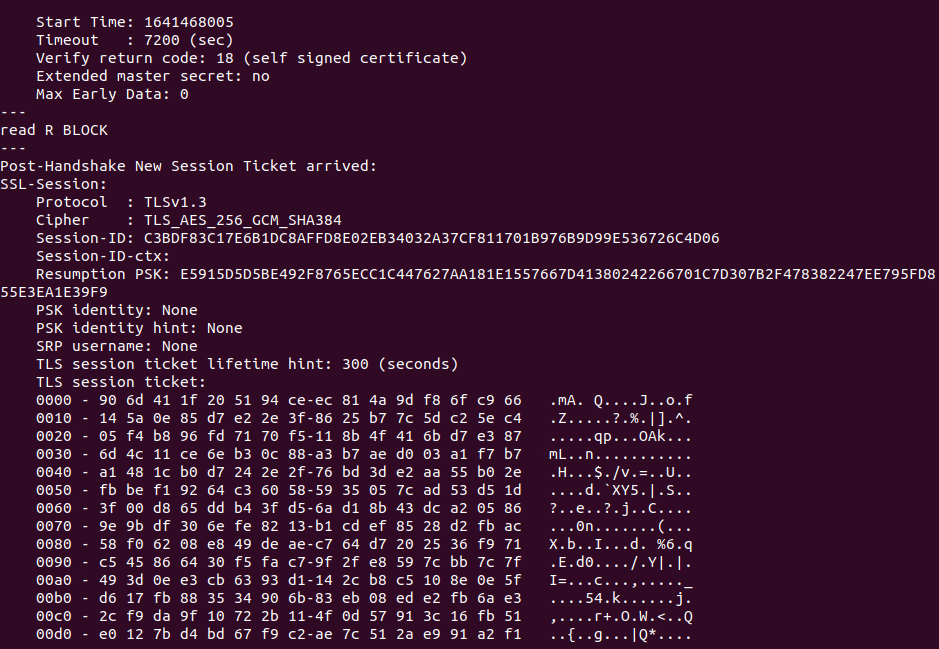 Start Time: 1641468005
Timeout   : 7200 (sec)
Verify return code: 18 (self signed certificate)
Extended master secret: no
Max Early Data: 0
---
read R BLOCK
---
Post-Handshake New Session Ticket arrived:
SSL-Session:
Protocol  : TLSv1.3
Cipher    : TLS_AES_256_GCM_SHA384
Session-ID: C3BDF83C17E6B1DC8AFFD8E02EB34032A37CF811701B976B9D99E536726C4D06
Session-ID-ctx:
Resumption PSK: E5915D5D5BE492F8765ECC1C447627AA181E1557667D41380242266701C7D307B2F478382247EE795FD8
55E3EA1E39F9
PSK identity: None
PSK identity hint: None
SRP username: None
TLS session ticket lifetime hint: 300 (seconds)
TLS session ticket:
0000 - 90 6d 41 1f 20 51 94 ce-ec 81 4a 9d f8 6f c9 66   .mA. Q....J..o.f
0010 - 14 5a 0e 85 d7 e2 2e 3f-86 25 b7 7c 5d c2 5e c4   .Z.....?.%.|].^.
0020 - 05 f4 b8 96 fd 71 70 f5-11 8b 4f 41 6b d7 e3 87   .....qp...OAk...
0030 - 6d 4c 11 ce 6e b3 0c 88-a3 b7 ae d0 03 a1 f7 b7   mL..n...........
0040 - a1 48 1c b0 d7 24 2e 2f-76 bd 3d e2 aa 55 b0 2e   .H...$./v.=..U..
0050 - fb be f1 92 64 c3 60 58-59 35 05 7c ad 53 d5 1d   ....d.`XY5.|.S..
0060 - 3f 00 d8 65 dd b4 3f d5-6a d1 8b 43 dc a2 05 86   ?..e..?.j..C....
0070 - 9e 9b df 30 6e fe 82 13-b1 cd ef 85 28 d2 fb ac   ...0n.......(...
0080 - 58 f0 62 08 e8 49 de ae-c7 64 d7 20 25 36 f9 71   X.b..I...d. %6.q
0090 - c5 45 86 64 30 f5 fa c7-9f 2f e8 59 7c bb 7c 7f   .E.d0..../.Y|.|.
00a0 - 49 3d 0e e3 cb 63 93 d1-14 2c b8 c5 10 8e 0e 5f   I=...c...,....._
00b0 - d6 17 fb 88 35 34 90 6b-83 eb 08 ed e2 fb 6a e3   ....54.k......j.
00c0 - 2c f9 da 9f 10 72 2b 11-4f 0d 57 91 3c 16 fb 51   ,....r+.O.W.<..Q
00d0 - e0 12 7b d4 bd 67 f9 c2-ae 7c 51 2a e9 91 a2 f1   ..{..g...|Q*....